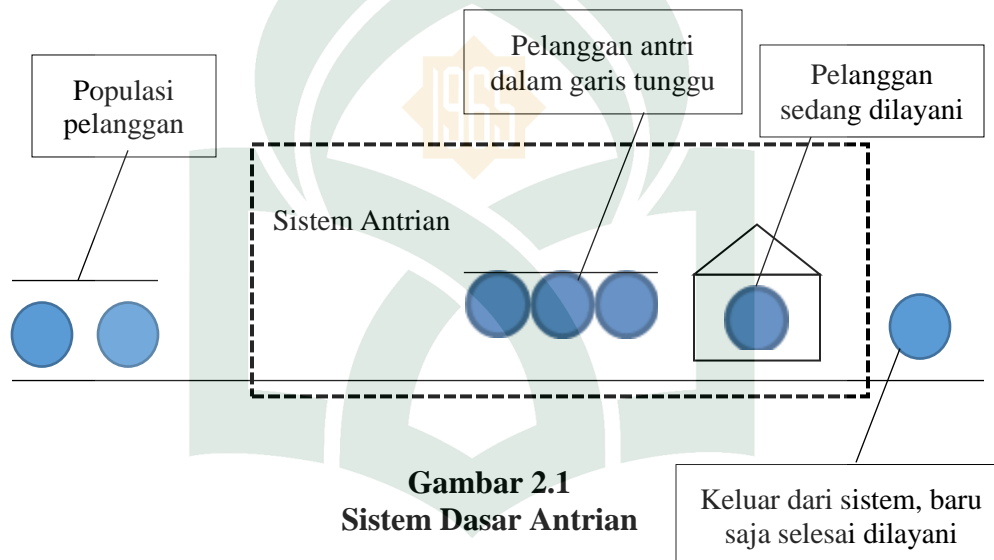 Populasi
pelanggan
Pelanggan antri
dalam garis tunggu
Pelanggan
sedang dilayani
Sistem Antrian
1965
Gambar 2.1
Sistem Dasar Antrian
Keluar dari sistem, baru
saja selesai dilayani